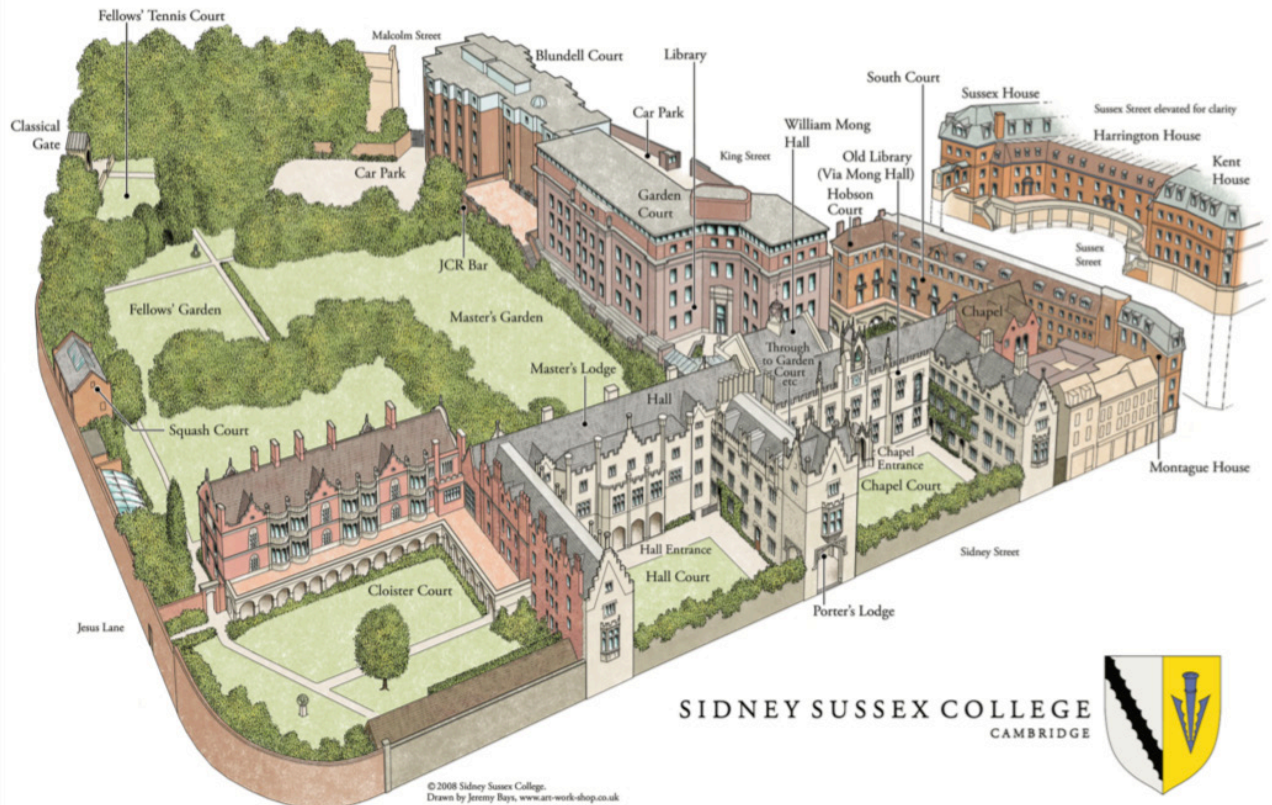 Fellows' Tennis Court
Malcolm Street
Blundell Court
Library
South Court
Sussex House
Sussex Street elevated for clarity
Car Park
William Mong
Hall
Harrington House
Classical
Gate
King Street
Old Library
(Via Mong Hall)
Kent
House
Car Park
Garden
Court
Hobson
Court
Sussex
Street
JCR Bar
Fellows' Garden
Master's Garden
Chapel
Through
to Garden
Court
etc
Master's Lodge
Hall
Squash Court
Chapel
Entrance
Montague House
Chapel Court
Hall Entrance
Sidney Street
Hall Court
Cloister Court
Porter's Lodge
Jesus Lane
SIDNEY SUSSEX COLLEGE
CAMBRIDGE
©2008 Sidney Sussex College.
Drawn by Jeremy Bays, www.art-work-shop.co.uk